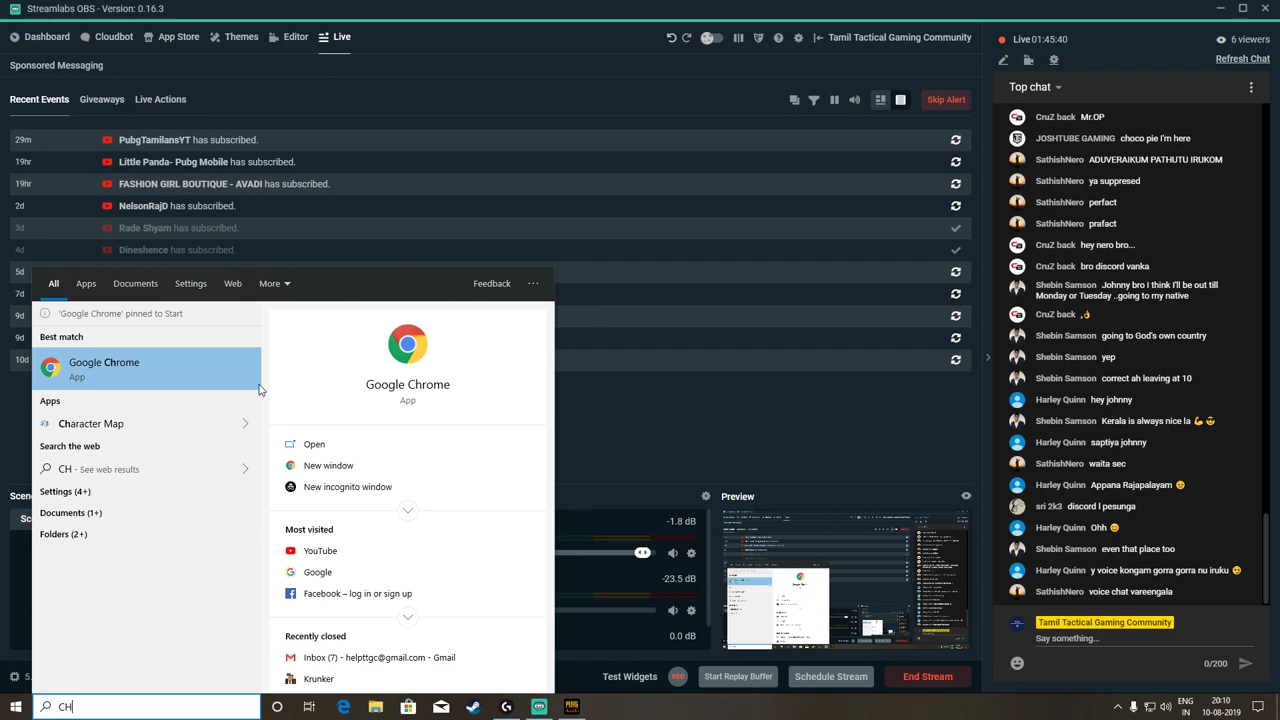 Streamlabs OBS - Version: 0.16.3
Dashboard Cloudbot App Store Themes Editor Live
Tamil Tactical Gaming Community
Sponsored Messaging
Recent Events Giveaways Live Actions
Skip Alert
29m PubgTamilansYT has subscribed.
19hr Little Panda- Pubg Mobile has subscribed.
19hr FASHION GIRL BOUTIQUE - AVADI has subscribed.
2d NelsonRajD has subscribed.
3d Rade Shyam has subscribed.
4d Dineshence has subscribed.
5d
7d
9d
9d
10d
All Apps Documents Settings Web More Feedback ...
'Google Chrome' pinned to Start
Best match
Google Chrome
App
Apps
Character Map
Search the web
CH - See web results
Settings (4+)
Documents (1+)
Folders (2+)
Google Chrome
App
Open
New window
New incognito window
Most visited
YouTube
Google
Facebook – log in or sign up
Recently closed
Inbox (7) - helpttgc@gmail.com - Gmail
Krunker
-1.8 dB
-23.5 dB
0.0 dB
Preview
Test Widgets REC Start Replay Buffer Schedule Stream End Stream
Live 01:45:40 6 viewers
Refresh Chat
Top chat
CruZ back Mr.OP
JOSHTUBE GAMING choco pie I'm here
SathishNero ADUVERAIKUM PATHUTU IRUKOM
SathishNero ya suppresed
SathishNero perfact
SathishNero prafact
CruZ back hey nero bro...
CruZ back bro discord vanka
Shebin Samson Johnny bro I think I'll be out till
Monday or Tuesday ..going to my native
CruZ back ,👌
Shebin Samson going to God's own country
Shebin Samson yep
Shebin Samson correct ah leaving at 10
Harley Quinn hey johnny
Shebin Samson Kerala is always nice la 💪😎
Harley Quinn saptiya johnny
SathishNero waita sec
Harley Quinn Appana Rajapalayam
sri 2k3 discord l pesunga
Harley Quinn Ohh
Shebin Samson even that place too
Harley Quinn y voice kongam gorra gorra nu iruku
SathishNero voice chat vareengala
Tamil Tactical Gaming Community
Say something...
0/200
CH
ENG
IN
20:10
10-08-2019